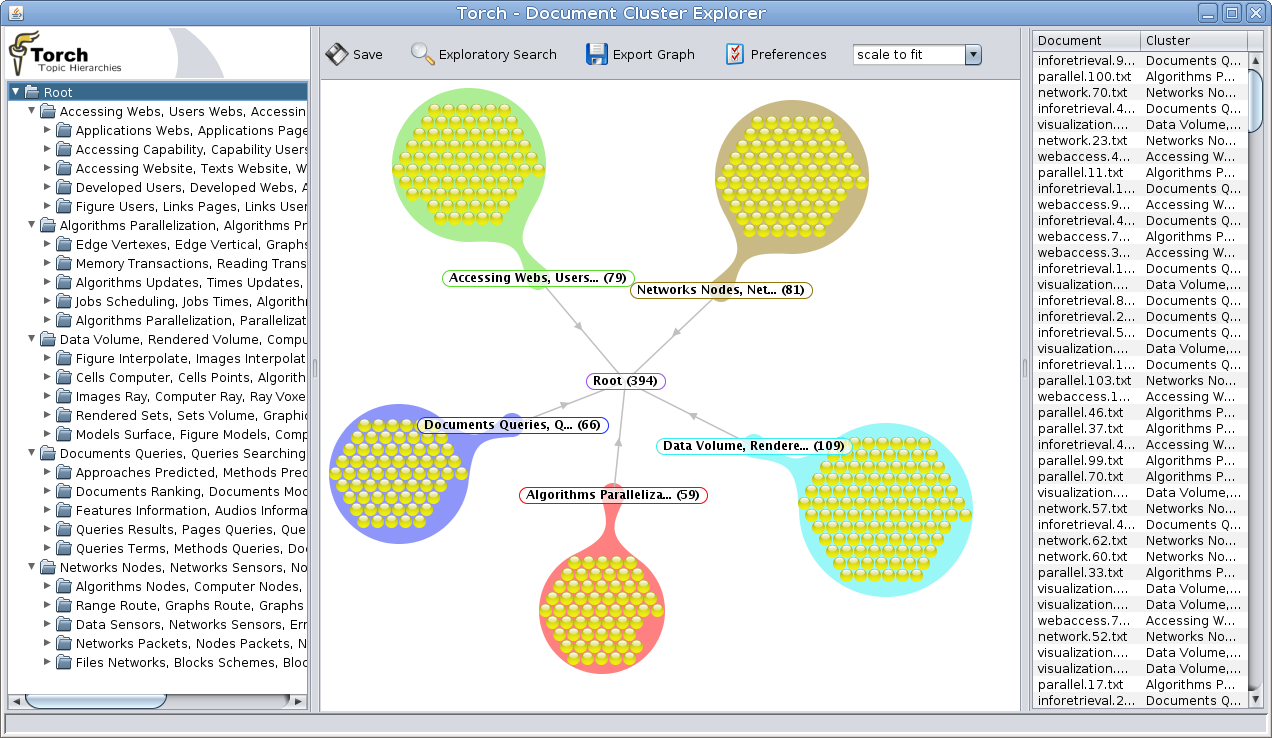 Torch - Document Cluster Explorer
Torch
Topic Hierarchies
Save
Exploratory Search
Export Graph
Preferences
scale to fit
Root
Accessing Webs, Users Webs, Accessin
Applications Webs, Applications Page
Accessing Capability, Capability Users
Accessing Website, Texts Website, W
Developed Users, Developed Webs, A
Figure Users, Links Pages, Links User
Algorithms Parallelization, Algorithms Pr
Edge Vertexes, Edge Vertical, Graphs
Memory Transactions, Reading Trans
Algorithms Updates, Times Updates,
Jobs Scheduling, Jobs Times, Algorithm
Algorithms Parallelization, Parallelizat
Data Volume, Rendered Volume, Compu
Figure Interpolate, Images Interpolat
Cells Computer, Cells Points, Algorith
Images Ray, Computer Ray, Ray Voxe
Rendered Sets, Sets Volume, Graphic
Models Surface, Figure Models, Comp
Documents Queries, Queries Searching
Approaches Predicted, Methods Pred
Documents Ranking, Documents Mod
Features Information, Audios Informa
Queries Results, Pages Queries, Que
Queries Terms, Methods Queries, Doc
Networks Nodes, Networks Sensors, No
Algorithms Nodes, Computer Nodes,
Range Route, Graphs Route, Graphs
Data Sensors, Networks Sensors, Err
Networks Packets, Nodes Packets, N
Files Networks, Blocks Schemes, Bloc
Accessing Webs, Users... (79)
Networks Nodes, Net... (81)
Root (394)
Documents Queries, Q... (66)
Data Volume, Rendere... (109)
Algorithms Paralleliza... (59)
Document Cluster
inforetrieval.9... Documents Q...
parallel.100.txt Algorithms P...
network.70.txt Networks No...
inforetrieval.4... Documents Q...
visualization.... Data Volume,...
network.23.txt Networks No...
webaccess.4... Accessing W...
parallel.11.txt Algorithms P...
inforetrieval.1... Documents Q...
webaccess.9... Accessing W...
inforetrieval.4... Documents Q...
webaccess.7... Algorithms P...
webaccess.3... Accessing W...
inforetrieval.1... Documents Q...
visualization.... Data Volume,...
inforetrieval.8... Documents Q...
inforetrieval.2... Documents Q...
inforetrieval.5... Documents Q...
visualization.... Data Volume,...
inforetrieval.1... Documents Q...
parallel.103.txt Networks No...
webaccess.1... Accessing W...
parallel.46.txt Algorithms P...
parallel.37.txt Algorithms P...
inforetrieval.4... Accessing W...
parallel.99.txt Algorithms P...
parallel.70.txt Algorithms P...
visualization.... Data Volume,...
network.57.txt Networks No...
inforetrieval.4... Documents Q...
network.62.txt Networks No...
network.60.txt Networks No...
parallel.33.txt Algorithms P...
visualization.... Data Volume,...
visualization.... Data Volume,...
webaccess.7... Accessing W...
network.52.txt Networks No...
visualization.... Data Volume,...
visualization.... Data Volume,...
parallel.17.txt Algorithms P...
inforetrieval.2... Documents Q...